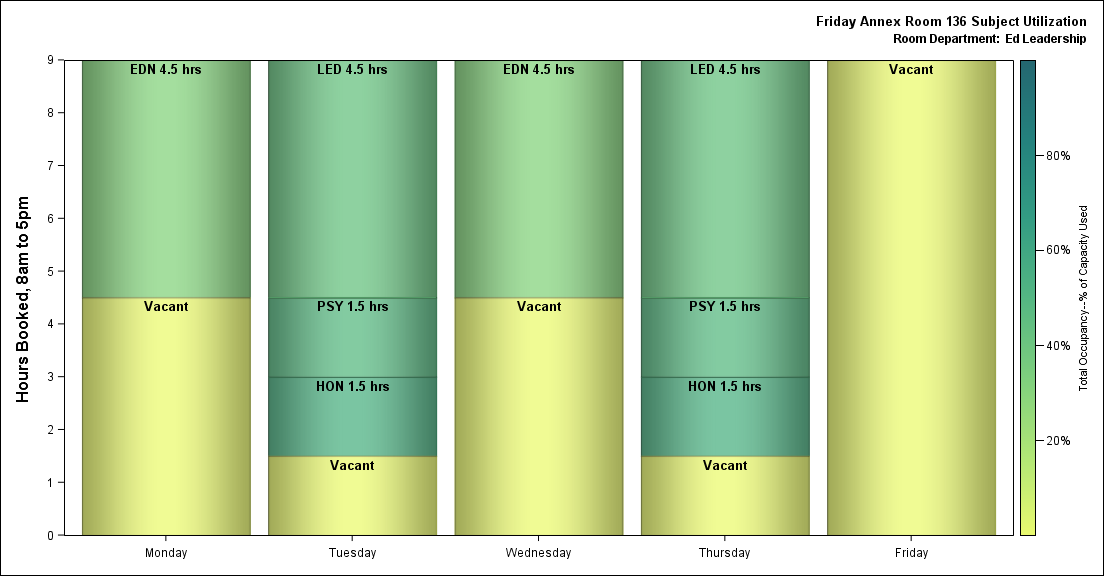 Friday Annex Room 136 Subject Utilization
Room Department: Ed Leadership
Hours Booked, 8am to 5pm
9
8
7
6
5
4
3
2
1
0
EDN 4.5 hrs
Vacant
LED 4.5 hrs
PSY 1.5 hrs
HON 1.5 hrs
Vacant
EDN 4.5 hrs
Vacant
LED 4.5 hrs
PSY 1.5 hrs
HON 1.5 hrs
Vacant
Vacant
Monday
Tuesday
Wednesday
Thursday
Friday
80%
60%
40%
20%
Total Occupancy--% of Capacity Used